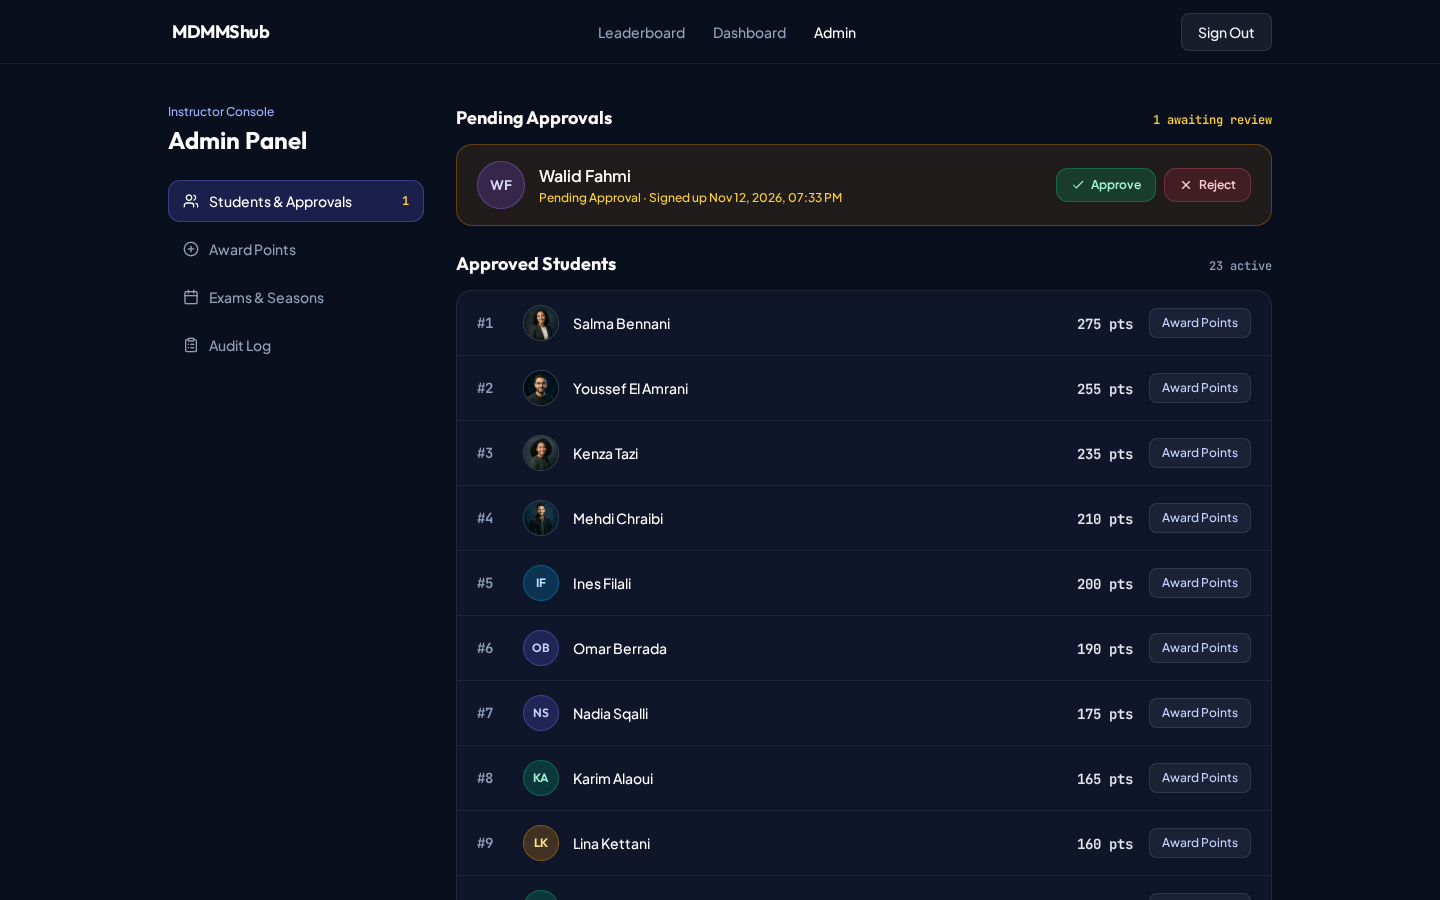 MDMMShub
Leaderboard
Dashboard
Admin
Sign Out
Instructor Console
Admin Panel
Students & Approvals 1
Award Points
Exams & Seasons
Audit Log
Pending Approvals
1 awaiting review
WF
Walid Fahmi
Pending Approval · Signed up Nov 12, 2026, 07:33 PM
Approve
Reject
Approved Students
23 active
#1 Salma Bennani 275 pts Award Points
#2 Youssef El Amrani 255 pts Award Points
#3 Kenza Tazi 235 pts Award Points
#4 Mehdi Chraibi 210 pts Award Points
#5 IF Ines Filali 200 pts Award Points
#6 OB Omar Berrada 190 pts Award Points
#7 NS Nadia Sqalli 175 pts Award Points
#8 KA Karim Alaoui 165 pts Award Points
#9 LK Lina Kettani 160 pts Award Points